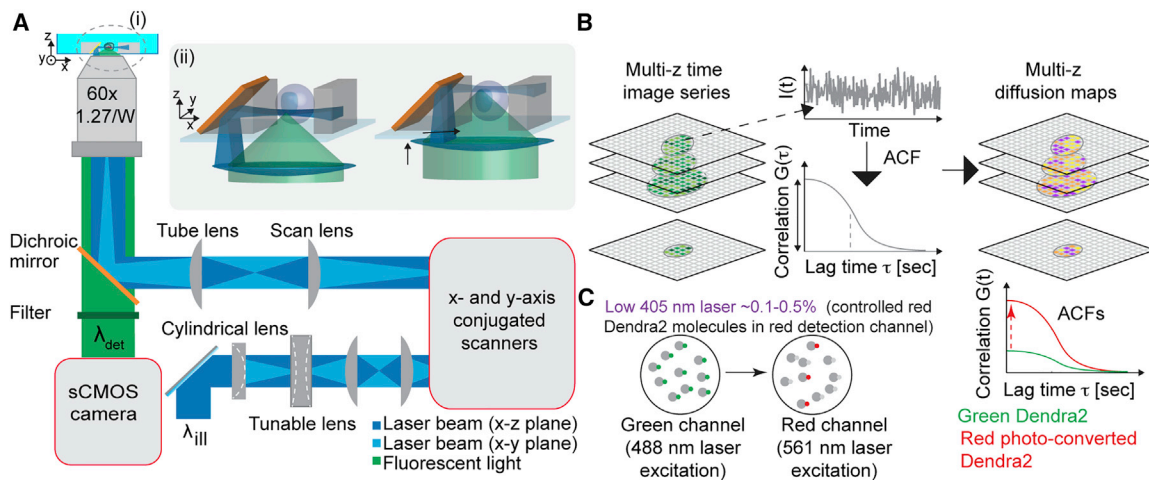 A
(i)
z
y
x
60x
1.27/W
(ii)
z
y
x
Dichroic
mirror
Tube lens
Scan lens
Filter
λdet
Cylindrical lens
x- and y-axis
conjugated
scanners
sCMOS
camera
λill
Tunable lens
Laser beam (x-z plane)
Laser beam (x-y plane)
Fluorescent light
B
Multi-z time
image series
I(t)
Time
ACF
Correlation G(τ)
Lag time τ [sec]
Multi-z
diffusion maps
C
Low 405 nm laser ~0.1-0.5% (controlled red
Dendra2 molecules in red detection channel)
Green channel
(488 nm laser
excitation)
Red channel
(561 nm laser
excitation)
Correlation G(t)
ACFs
Lag time τ [sec]
Green Dendra2
Red photo-converted
Dendra2